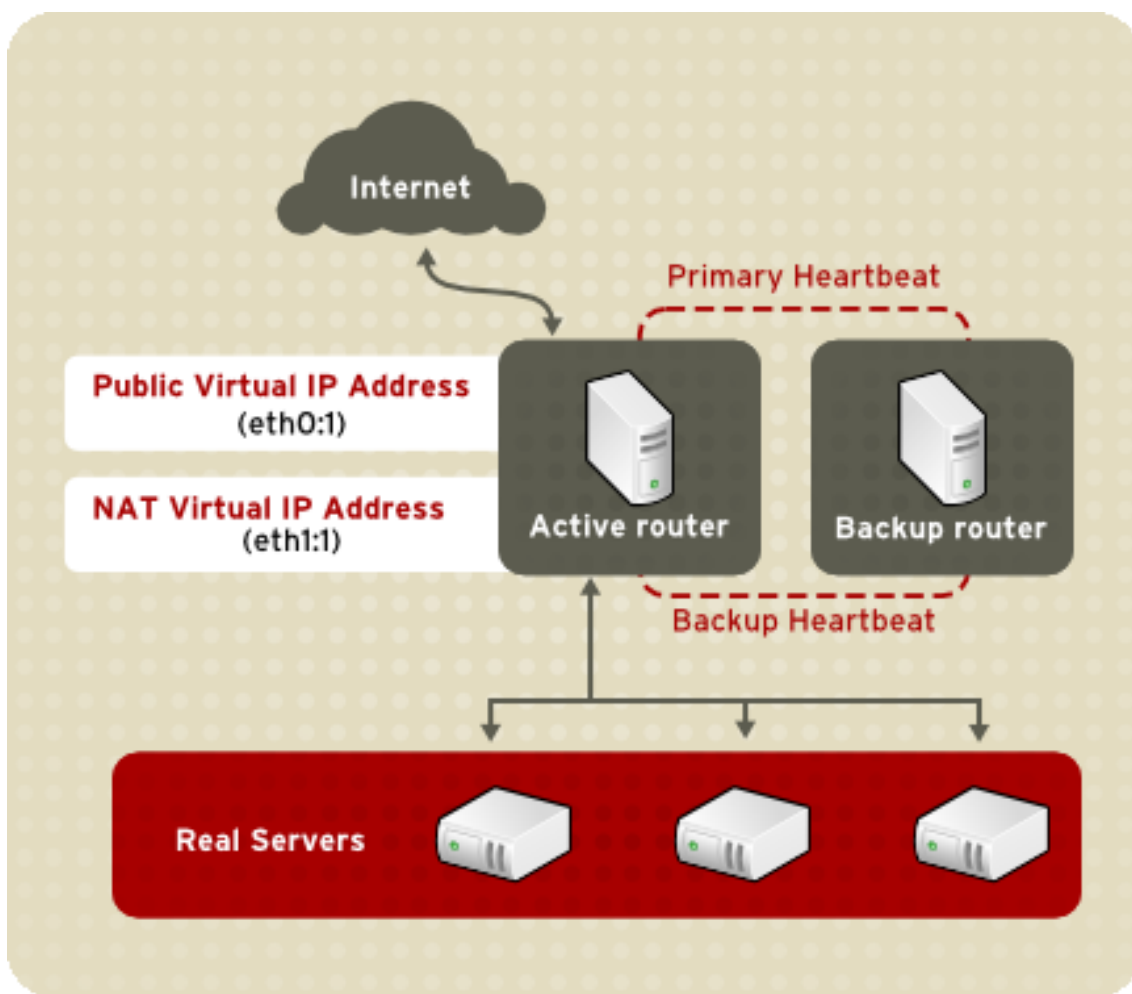 Internet
Primary Heartbeat
Public Virtual IP Address
(eth0:1)
NAT Virtual IP Address
(eth1:1)
Active router
Backup router
Backup Heartbeat
Real Servers